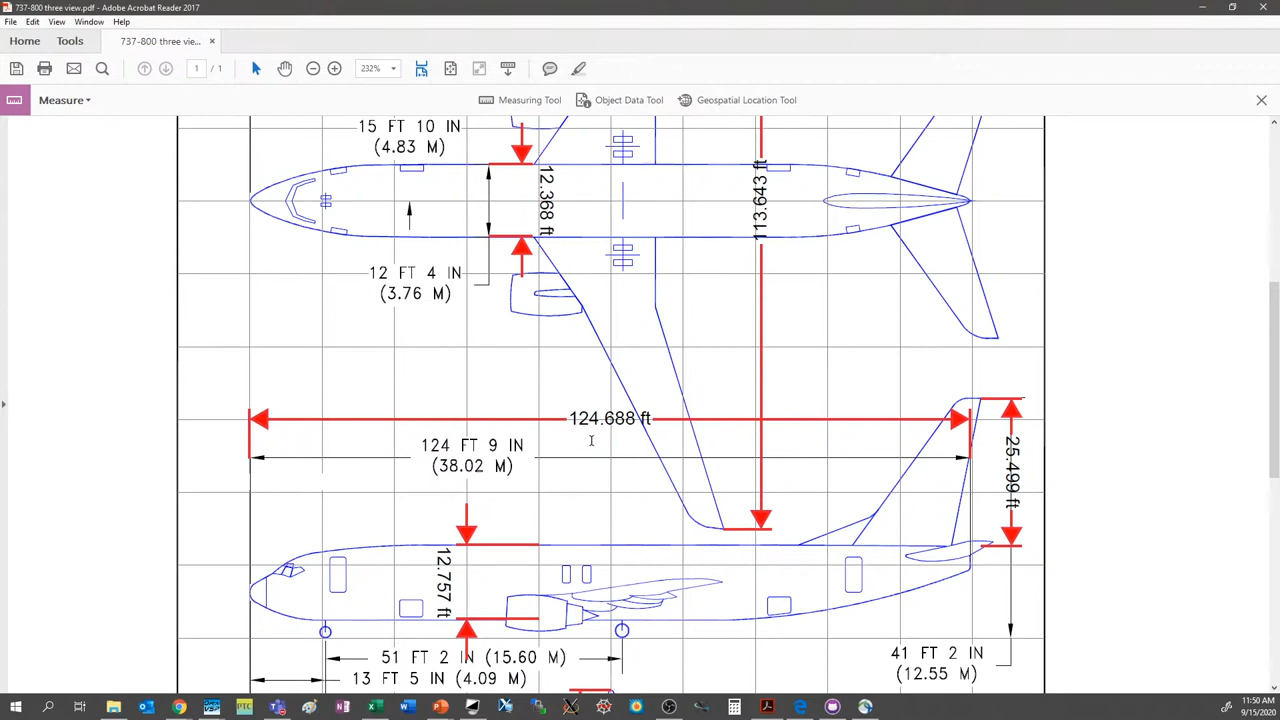 737-800 three view.pdf - Adobe Acrobat Reader 2017
File Edit View Window Help
Home Tools 737-800 three vie... ×
1 / 1 232%
Measure Measuring Tool Object Data Tool Geospatial Location Tool
15 FT 10 IN
(4.83 M)
12.368 ft
113.643 ft
12 FT 4 IN
(3.76 M)
124.688 ft
124 FT 9 IN
(38.02 M)
25.499 ft
12.757 ft
51 FT 2 IN (15.60 M)
13 FT 5 IN (4.09 M)
41 FT 2 IN
(12.55 M)
PTC
11:50 AM
9/15/2020